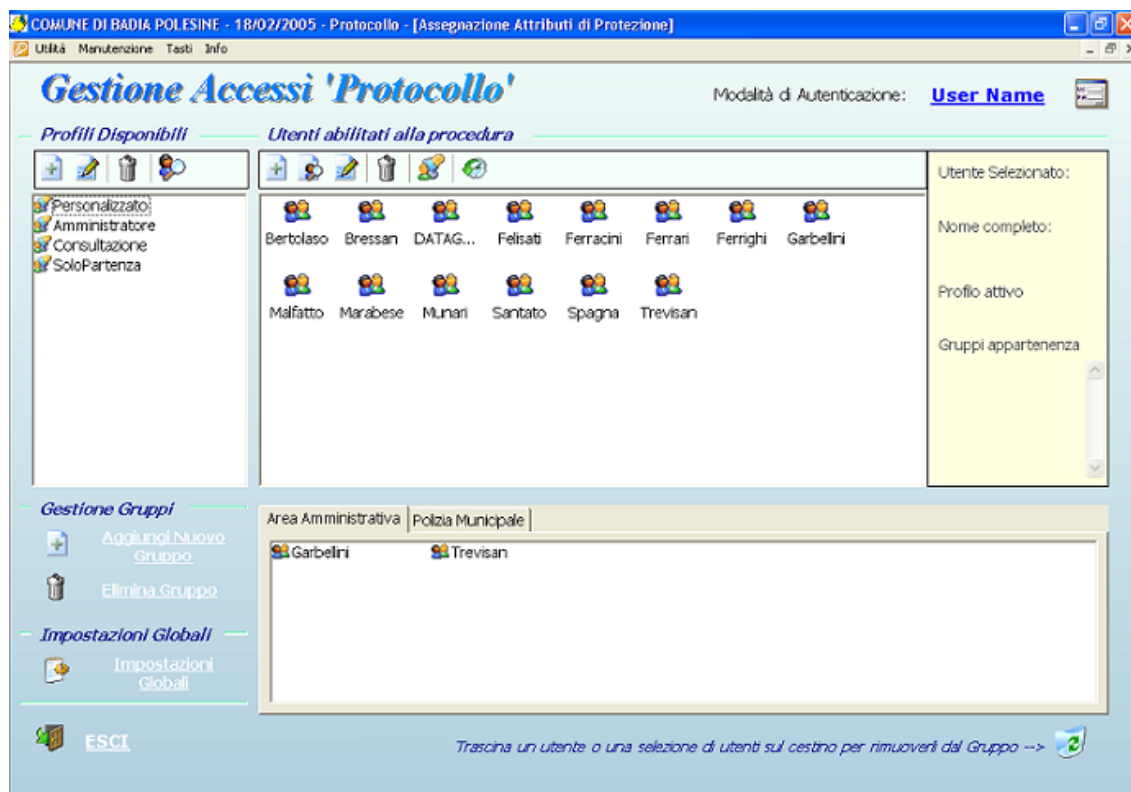 COMUNE DI BADIA POLESINE - 18/02/2005 - Protocollo - [Assegnazione Attributi di Protezione]
Utilità Manutenzione Tasti Info
Gestione Accessi 'Protocollo'
Modalità di Autenticazione: User Name
Profili Disponibili
Utenti abilitati alla procedura
Personalizzato
Amministratore
Consultazione
SoloPartenza
Bertolaso Bressan DATAG... Felisati Ferracini Ferrari Ferrighi Garbelini
Malfatto Marabese Munari Santato Spagna Trevisan
Utente Selezionato:
Nome completo:
Profilo attivo
Gruppi appartenenza
Gestione Gruppi
Aggiungi Nuovo
Gruppo
Elimina Gruppo
Impostazioni Globali
Impostazioni
Globali
ESCI
Area Amministrativa Polizia Municipale
Garbelini Trevisan
Trascina un utente o una selezione di utenti sul cestino per rimuoverli dal Gruppo -->